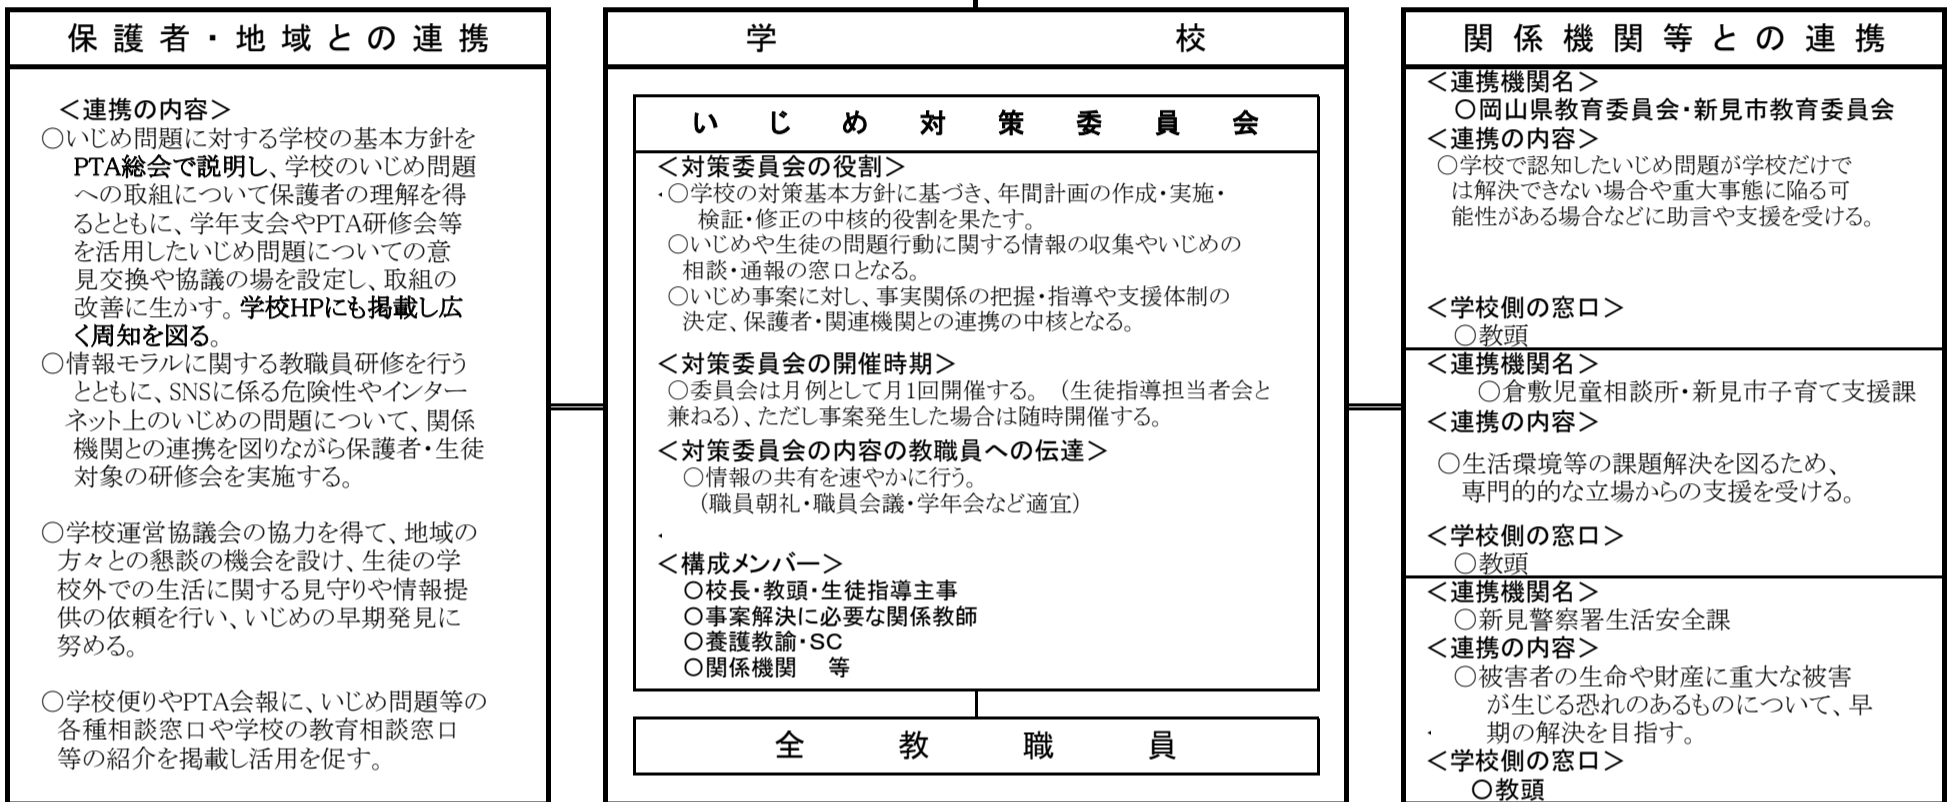 保護者・地域との連携
＜連携の内容＞
○いじめ問題に対する学校の基本方針を
PTA総会で説明し、学校のいじめ問題
への取組について保護者の理解を得
るとともに、学年支会やPTA研修会等
を活用したいじめ問題についての意
見交換や協議の場を設定し、取組の
改善に生かす。学校HPにも掲載し広
く周知を図る。
○情報モラルに関する教職員研修を行う
とともに、SNSに係る危険性やインター
ネット上のいじめの問題について、関係
機関との連携を図りながら保護者・生徒
対象の研修会を実施する。
○学校運営協議会の協力を得て、地域の
方々との懇談の機会を設け、生徒の学
校外での生活に関する見守りや情報提
供の依頼を行い、いじめの早期発見に
努める。
○学校便りやPTA会報に、いじめ問題等の
各種相談窓口や学校の教育相談窓口
等の紹介を掲載し活用を促す。
学校
いじめ対策委員会
＜対策委員会の役割＞
○学校の対策基本方針に基づき、年間計画の作成・実施・
検証・修正の中核的役割を果たす。
○いじめや生徒の問題行動に関する情報の収集やいじめの
相談・通報の窓口となる。
○いじめ事案に対し、事実関係の把握・指導や支援体制の
決定、保護者・関連機関との連携の中核となる。
＜対策委員会の開催時期＞
○委員会は月例として月1回開催する。（生徒指導担当者会と
兼ねる）、ただし事案発生した場合は随時開催する。
＜対策委員会の内容の教職員への伝達＞
○情報の共有を速やかに行う。
（職員朝礼・職員会議・学年会など適宜）
＜構成メンバー＞
○校長・教頭・生徒指導主事
○事案解決に必要な関係教師
○養護教諭・SC
○関係機関　等
全教職員
関係機関等との連携
＜連携機関名＞
○岡山県教育委員会・新見市教育委員会
＜連携の内容＞
○学校で認知したいじめ問題が学校だけで
は解決できない場合や重大事態に陥る可
能性がある場合などに助言や支援を受ける。
＜学校側の窓口＞
○教頭
＜連携機関名＞
○倉敷児童相談所・新見市子育て支援課
＜連携の内容＞
○生活環境等の課題解決を図るため、
専門的的な立場からの支援を受ける。
＜学校側の窓口＞
○教頭
＜連携機関名＞
○新見警察署生活安全課
＜連携の内容＞
○被害者の生命や財産に重大な被害
が生じる恐れのあるものについて、早
期の解決を目指す。
＜学校側の窓口＞
○教頭